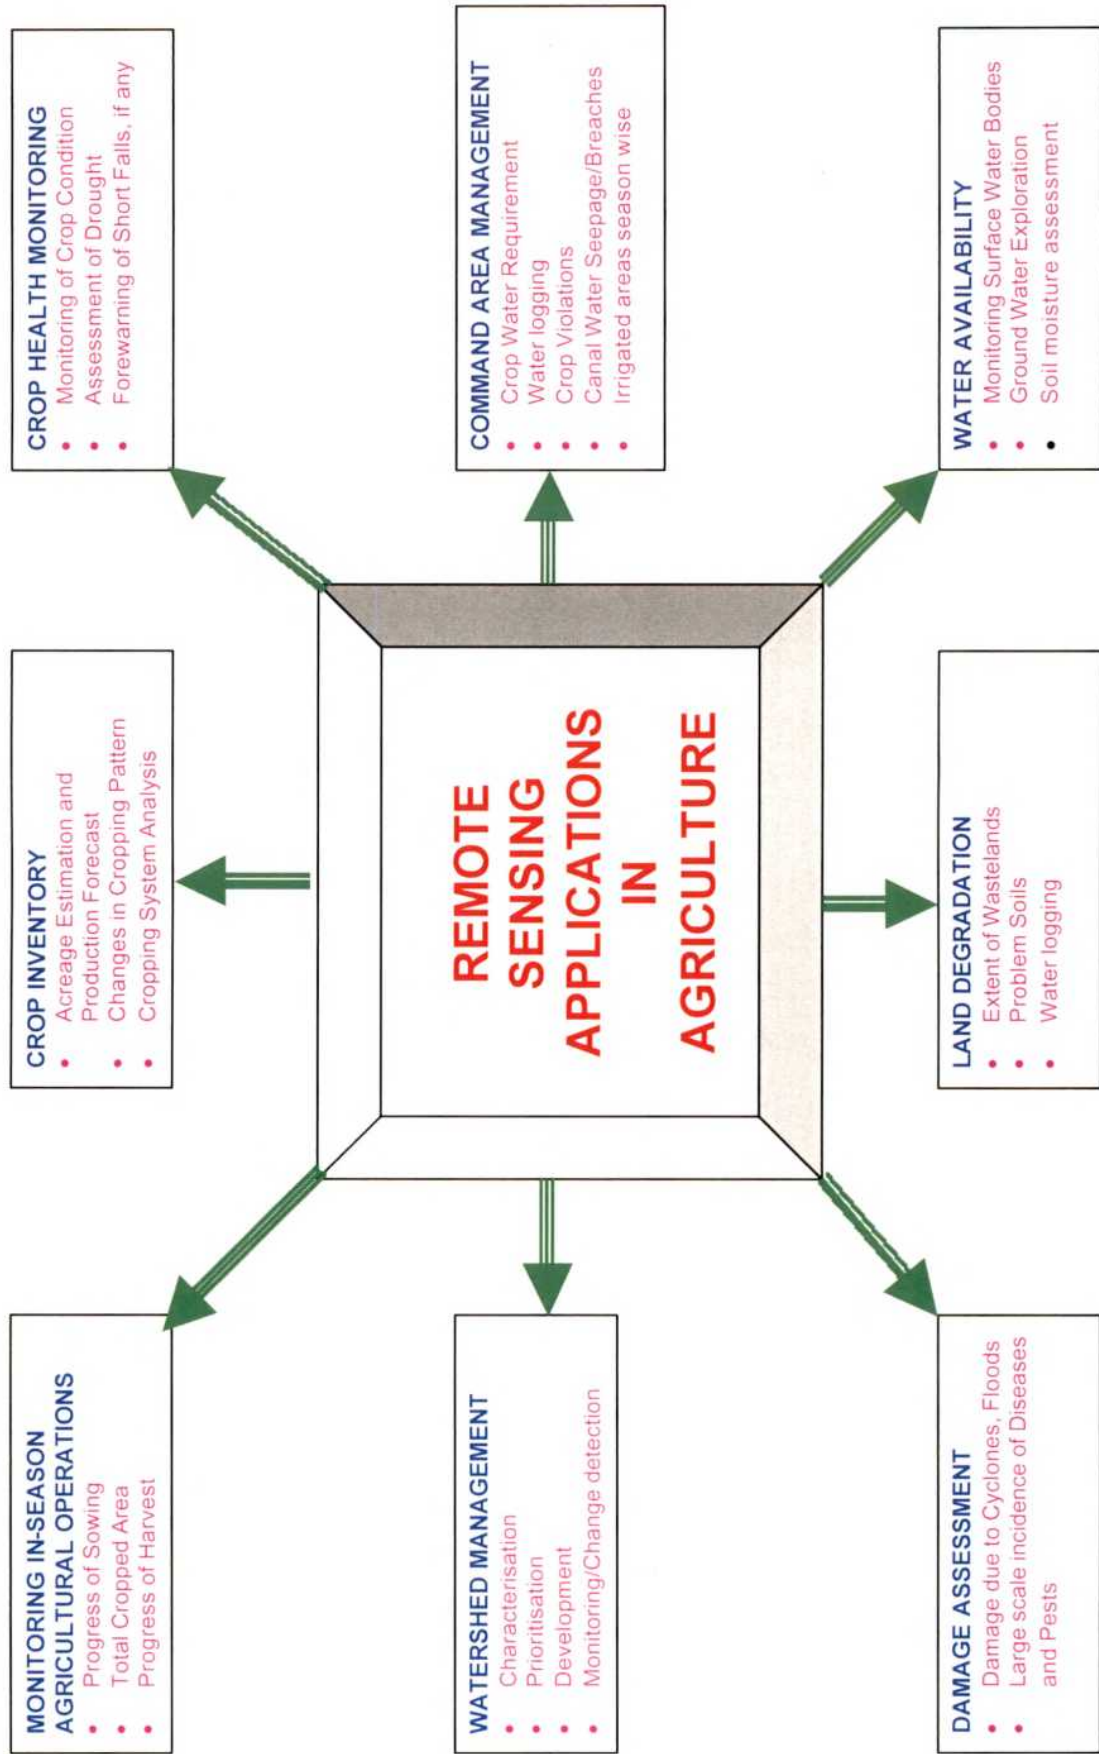 MONITORING IN-SEASON
AGRICULTURAL OPERATIONS
• Progress of Sowing
• Total Cropped Area
• Progress of Harvest
CROP INVENTORY
• Acreage Estimation and
Production Forecast
• Changes in Cropping Pattern
• Cropping System Analysis
CROP HEALTH MONITORING
• Monitoring of Crop Condition
• Assessment of Drought
• Forewarning of Short Falls, if any
WATERSHED MANAGEMENT
• Characterisation
• Prioritisation
• Development
• Monitoring/Change detection
REMOTE
SENSING
APPLICATIONS
IN
AGRICULTURE
COMMAND AREA MANAGEMENT
• Crop Water Requirement
• Water logging
• Crop Violations
• Canal Water Seepage/Breaches
• Irrigated areas season wise
DAMAGE ASSESSMENT
• Damage due to Cyclones, Floods
• Large scale incidence of Diseases
and Pests
LAND DEGRADATION
• Extent of Wastelands
• Problem Soils
• Water logging
WATER AVAILABILITY
• Monitoring Surface Water Bodies
• Ground Water Exploration
• Soil moisture assessment